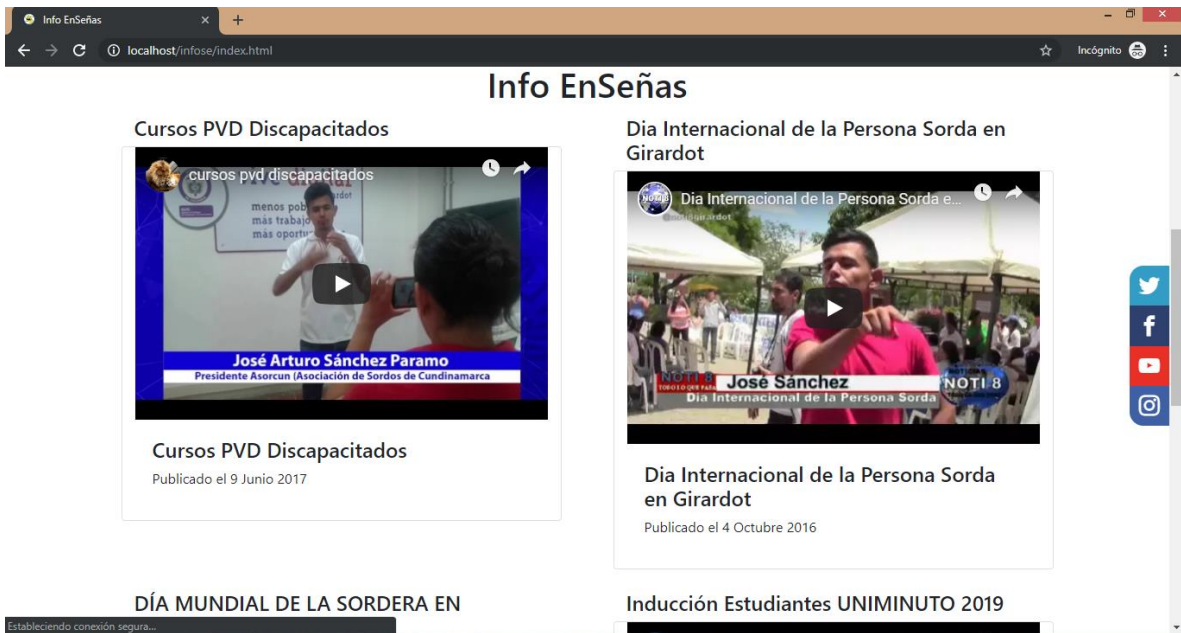 Info EnSeñas
localhost/infose/index.html
Incógnito
Info EnSeñas
Cursos PVD Discapacitados
cursos pvd discapacitados
menos pob
más trabajo
más oportu
José Arturo Sánchez Paramo
Presidente Asorcun (Asociación de Sordos de Cundinamarca
Cursos PVD Discapacitados
Publicado el 9 Junio 2017
Dia Internacional de la Persona Sorda en
Girardot
Dia Internacional de la Persona Sorda e...
@noti8girardot
NOTI 8
José Sánchez
Dia Internacional de la Persona Sorda
NOTI 8
Dia Internacional de la Persona Sorda
en Girardot
Publicado el 4 Octubre 2016
DÍA MUNDIAL DE LA SORDERA EN
Inducción Estudiantes UNIMINUTO 2019
Estableciendo conexión segura...